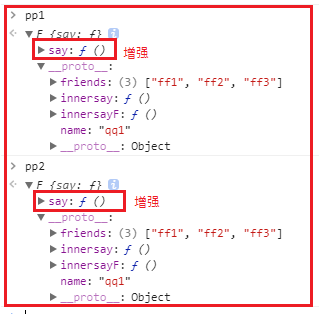 > pp1
<· ▼F {say: ƒ} i
▶ say: ƒ () 增强
▼ __proto__:
▶ friends: (3) ["ff1", "ff2", "ff3"]
▶ innersay: ƒ ()
▶ innersayF: ƒ ()
name: "qq1"
▶ __proto__: Object
> pp2
<· ▼F {say: ƒ} i
▶ say: ƒ () 增强
▼ __proto__:
▶ friends: (3) ["ff1", "ff2", "ff3"]
▶ innersay: ƒ ()
▶ innersayF: ƒ ()
name: "qq1"
▶ __proto__: Object